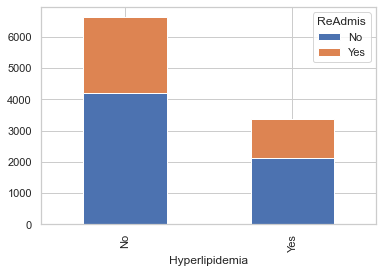 ReAdmis
No
Yes
6000
5000
4000
3000
2000
1000
0
No
Yes
Hyperlipidemia